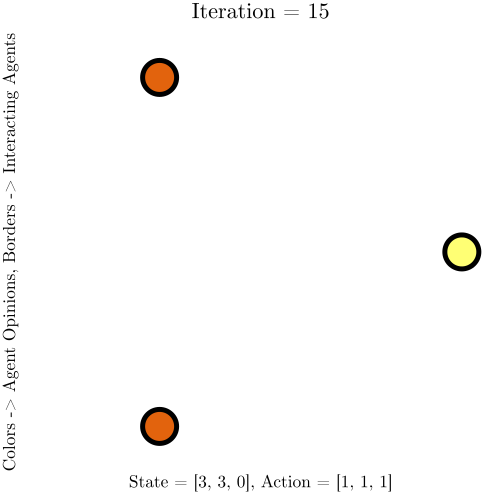 Iteration = 15
Colors -> Agent Opinions, Borders -> Interacting Agents
State = [3, 3, 0], Action = [1, 1, 1]